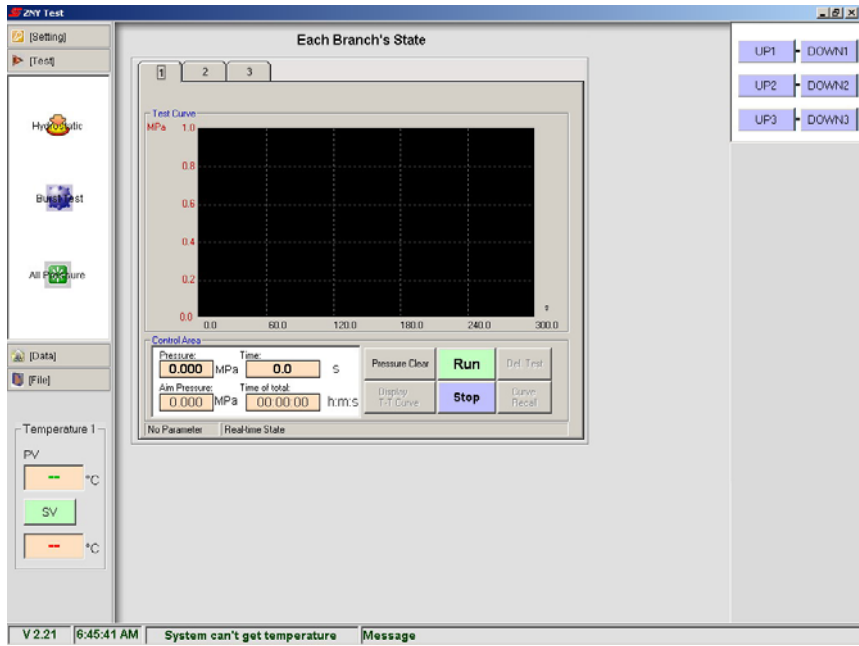 ZNY Test
[Setting]
[Test]
Hydrostatic
Burst Test
All Pressure
[Data]
[File]
Temperature 1
PV
-- °C
SV
-- °C
Each Branch's State
1 2 3
Test Curve
MPa 1.0
0.8
0.6
0.4
0.2
0.0
0.0 60.0 120.0 180.0 240.0 300.0
s
Control Area
Pressure: Time:
0.000 MPa 0.0 S
Aim Pressure: Time of total:
0.000 MPa 00:00:00 h:m:s
Pressure Clear Run Del. Test
Display T-T Curve Stop Curve Recall
No Parameter Real-time State
UP1 DOWN1
UP2 DOWN2
UP3 DOWN3
V 2.21 6:45:41 AM System can't get temperature Message